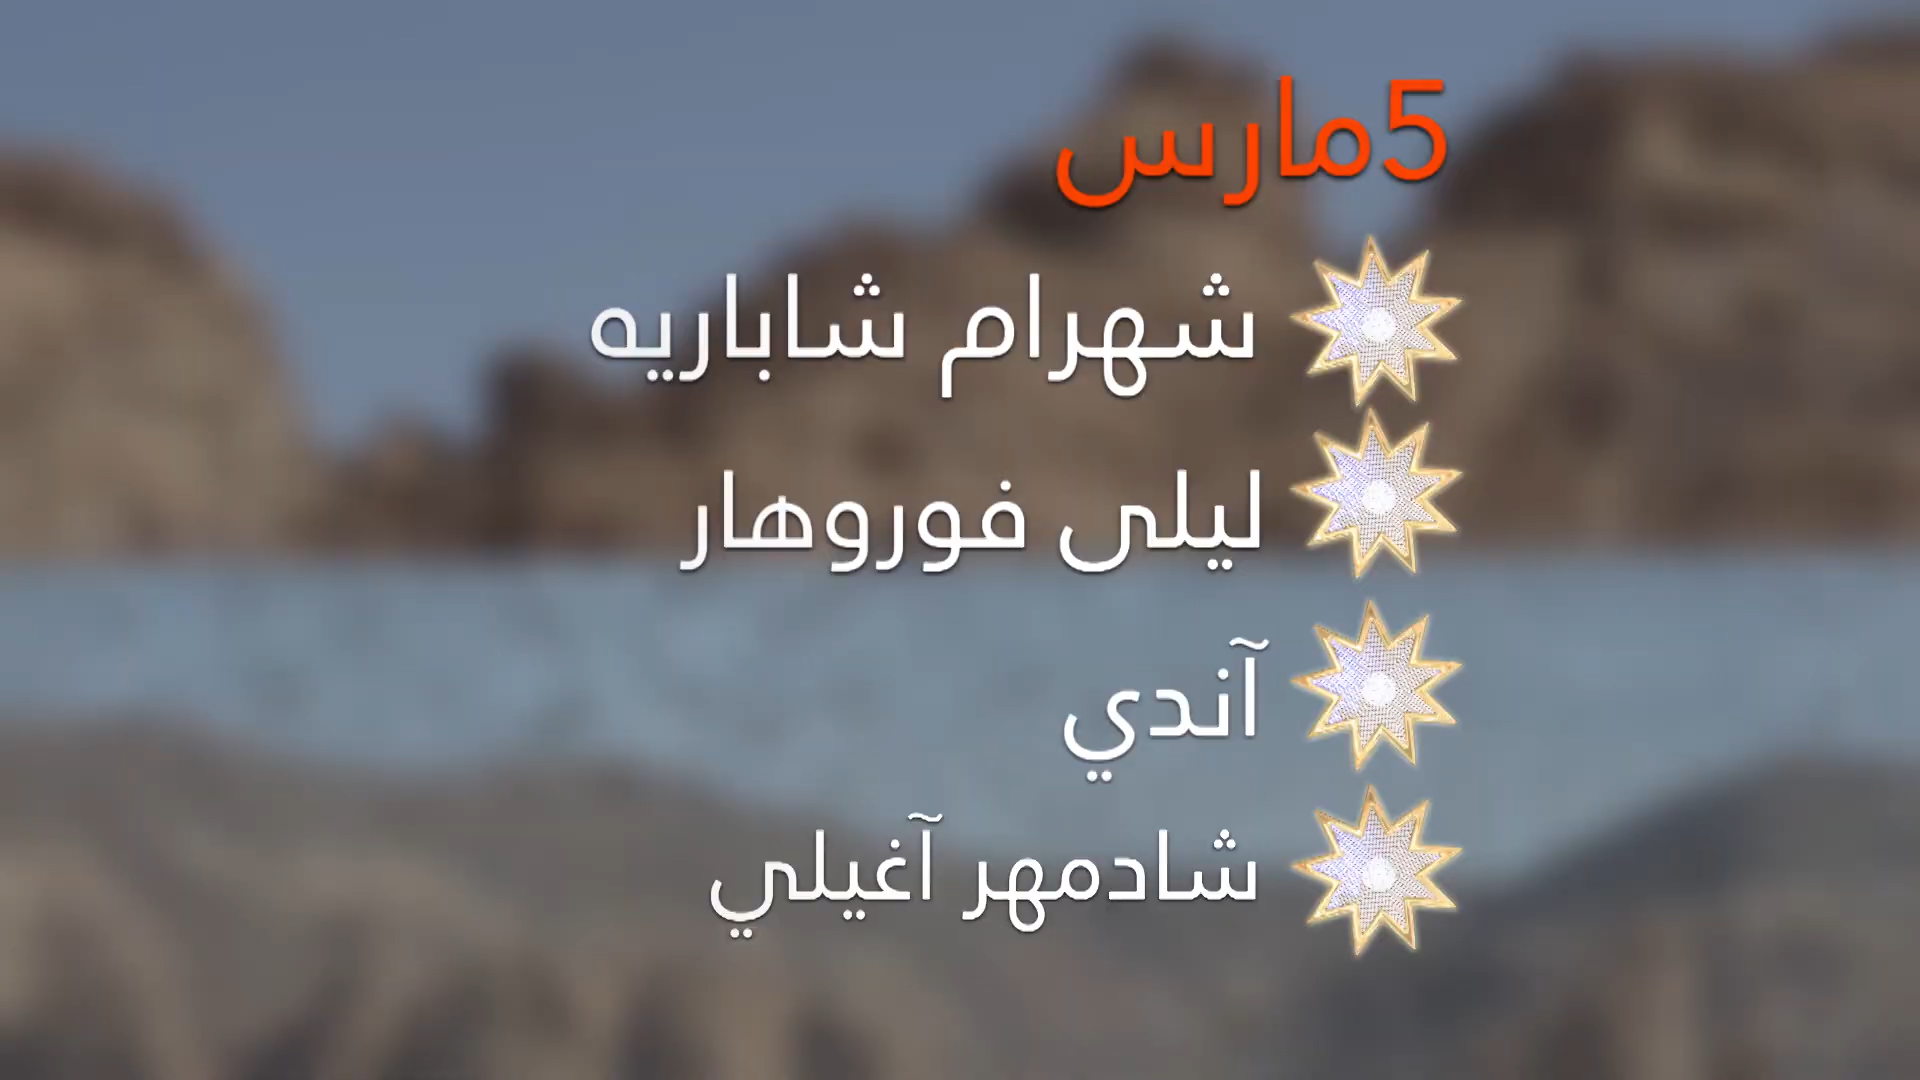 5مارس
شهرام شاباريه
ليلى فوروهار
آندي
شادمهر آغيلي